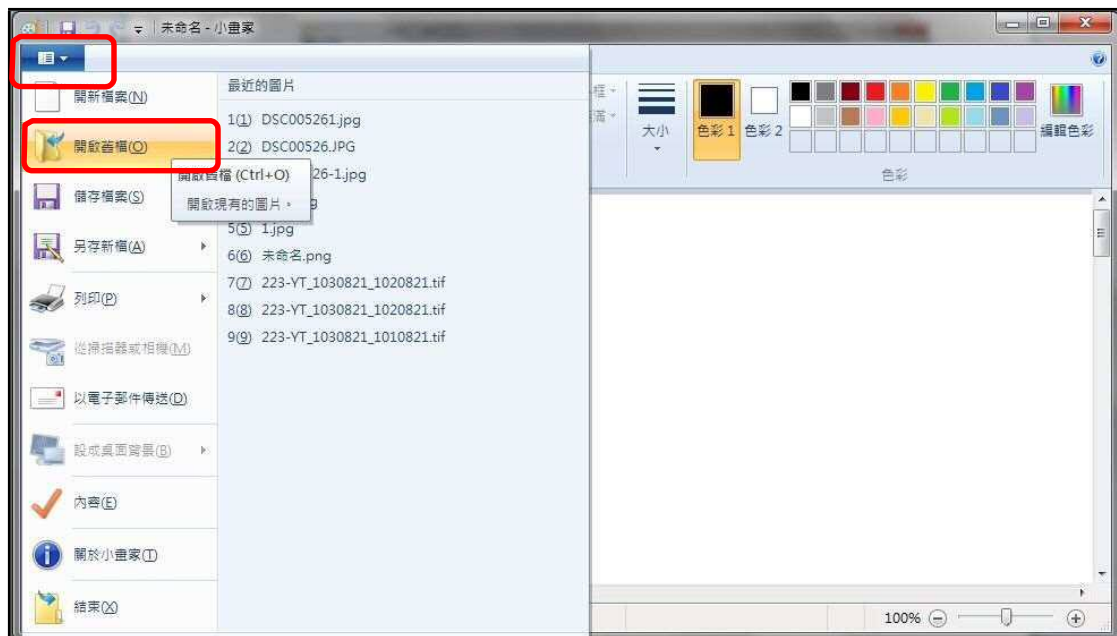 未命名 - 小畫家
開新檔案(N)
開啟舊檔(O)
儲存檔案(S)
另存新檔(A)
列印(P)
從掃描器或相機(M)
以電子郵件傳送(D)
設成桌面背景(B)
內容(E)
關於小畫家(T)
結束(X)
最近的圖片
1(1) DSC005261.jpg
2(2) DSC00526.JPG
26-1.jpg
5(5) 1.jpg
6(6) 未命名.png
7(7) 223-YT_1030821_1020821.tif
8(8) 223-YT_1030821_1020821.tif
9(9) 223-YT_1030821_1010821.tif
開啟舊檔 (Ctrl+O)
開啟現有的圖片。
大小
色彩 1
色彩 2
編輯色彩
色彩
100%